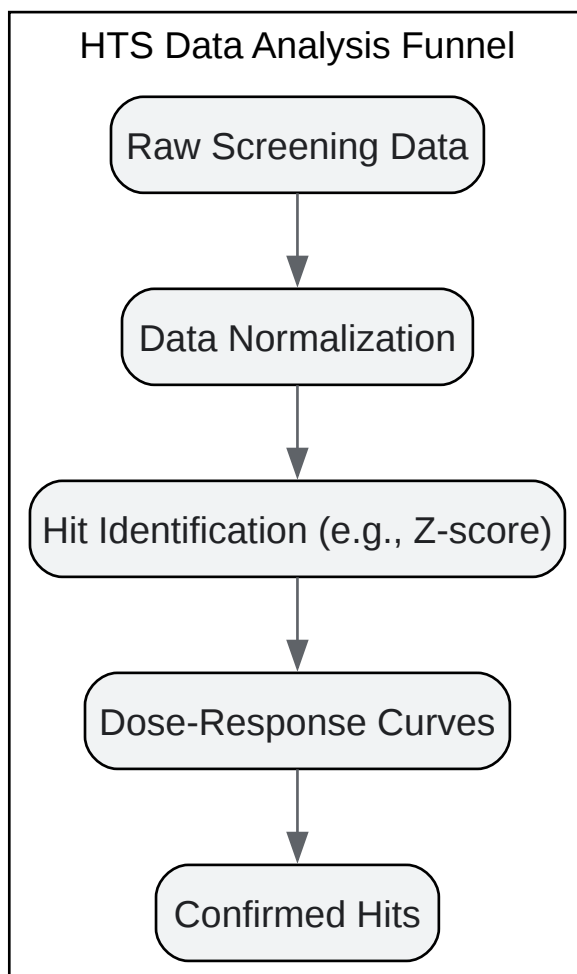 HTS Data Analysis Funnel
Raw Screening Data
Data Normalization
Hit Identification (e.g., Z-score)
Dose-Response Curves
Confirmed Hits